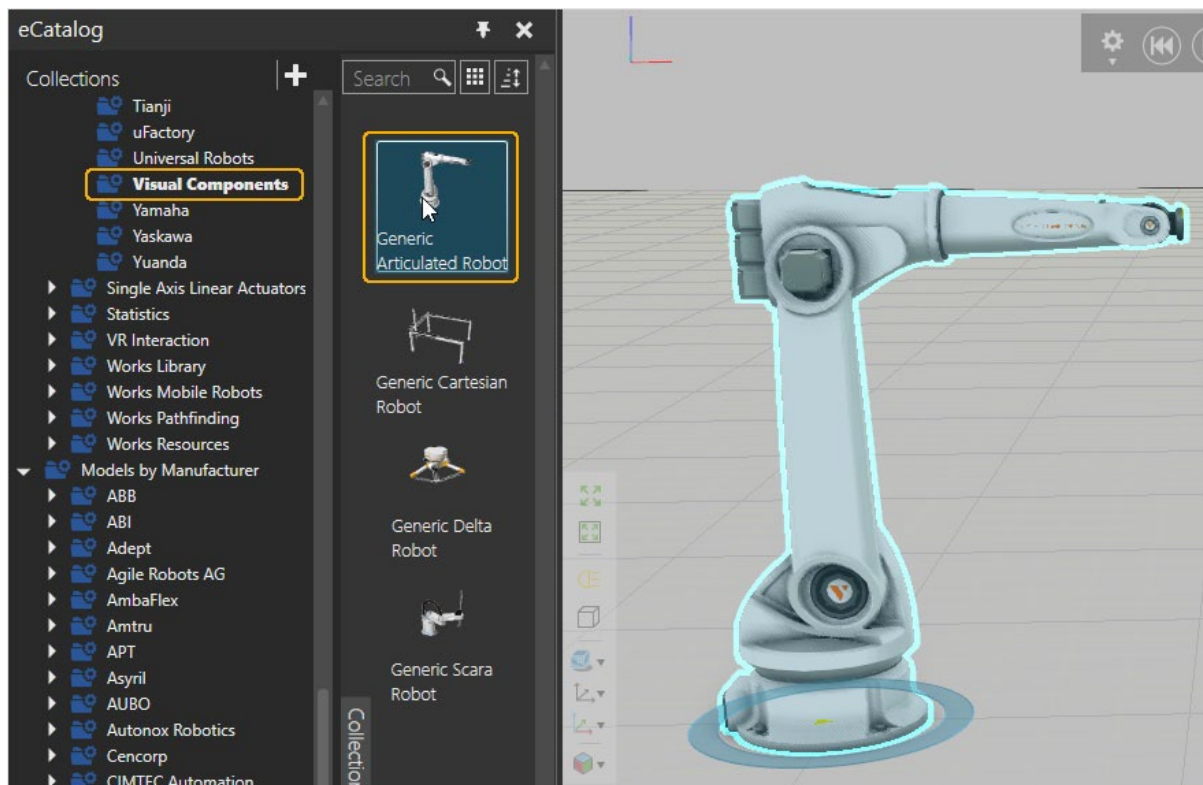 eCatalog
Collections
Search
Tianji
uFactory
Universal Robots
Visual Components
Yamaha
Yaskawa
Yuanda
Single Axis Linear Actuators
Statistics
VR Interaction
Works Library
Works Mobile Robots
Works Pathfinding
Works Resources
Models by Manufacturer
ABB
ABI
Adept
Agile Robots AG
AmbaFlex
Amtru
APT
Asyril
AUBO
Autonox Robotics
Cencorp
CIMTEC Automation
Generic
Articulated Robot
Generic Cartesian
Robot
Generic Delta
Robot
Generic Scara
Robot